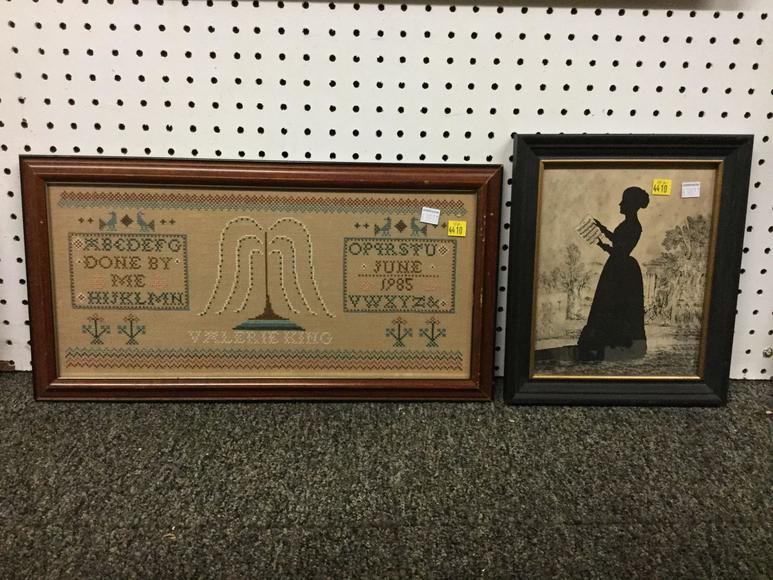 ABCDEFG
DONE BY
ME
HIJKLMN
OPQRSTU
JUNE
1985
VWXYZ&
VALERIE KING
4410
4410